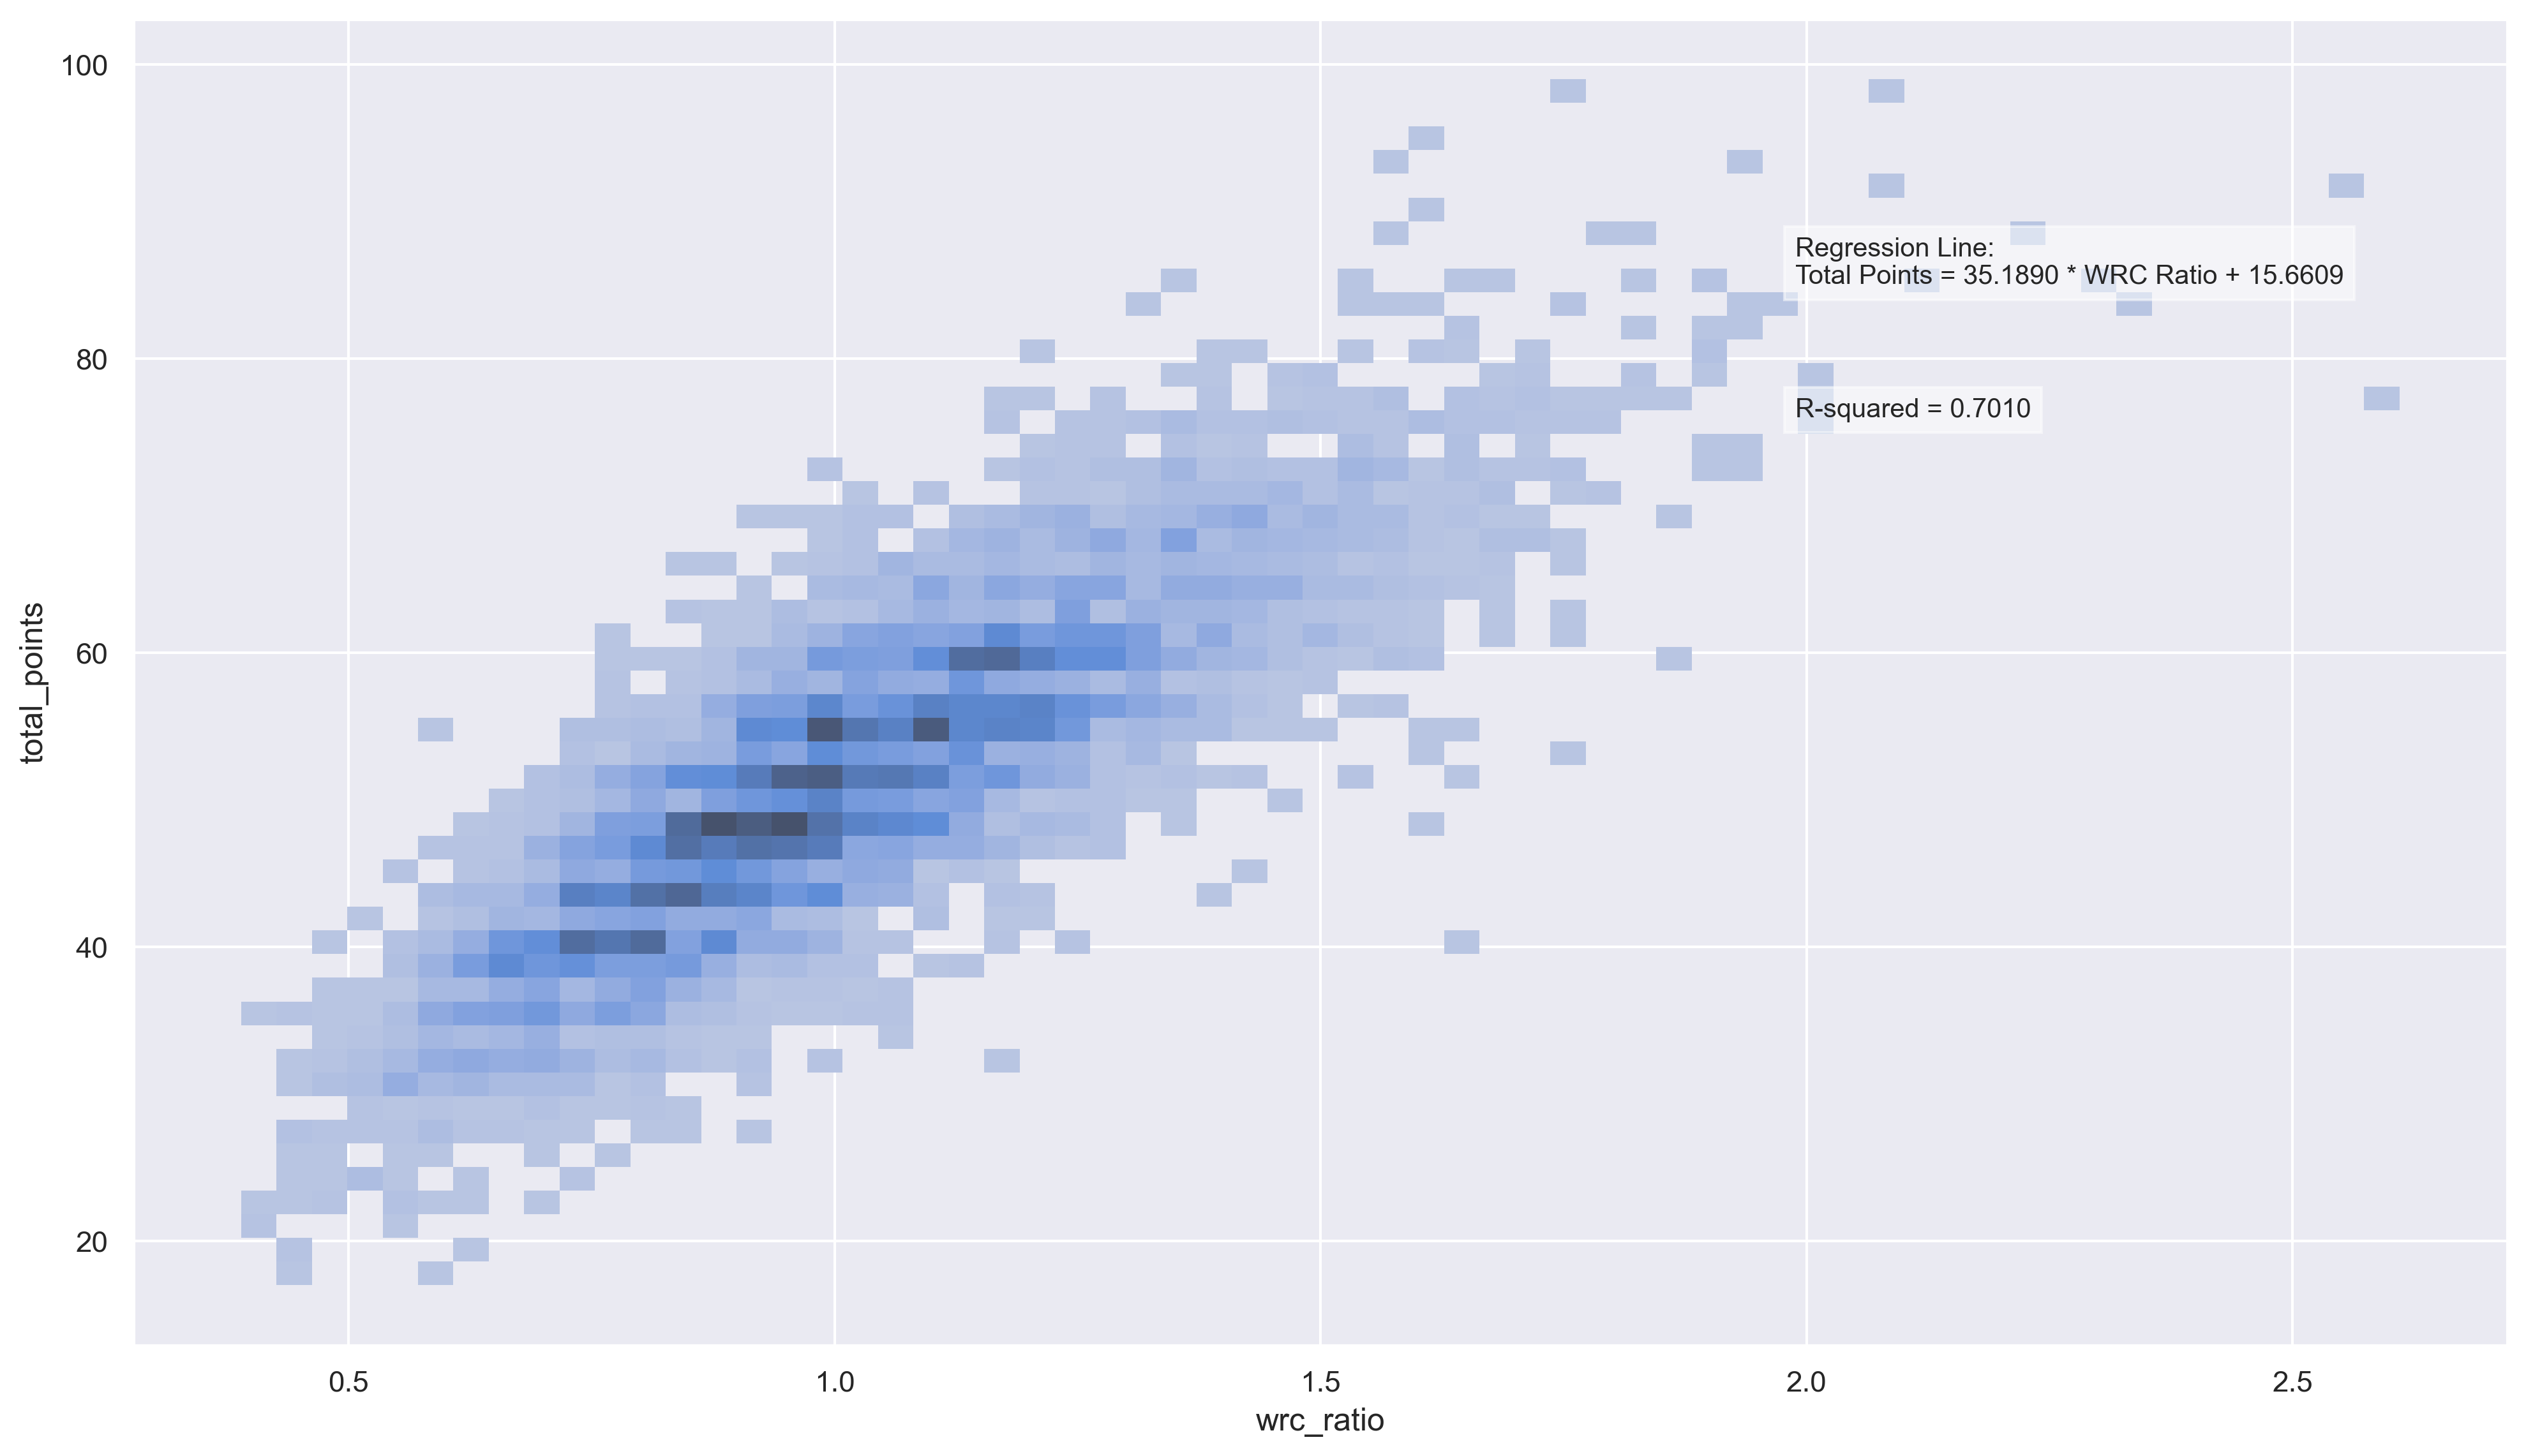 100
80
60
40
20
total_points
Regression Line:
Total Points = 35.1890 * WRC Ratio + 15.6609
R-squared = 0.7010
0.5 1.0 1.5 2.0 2.5
wrc_ratio